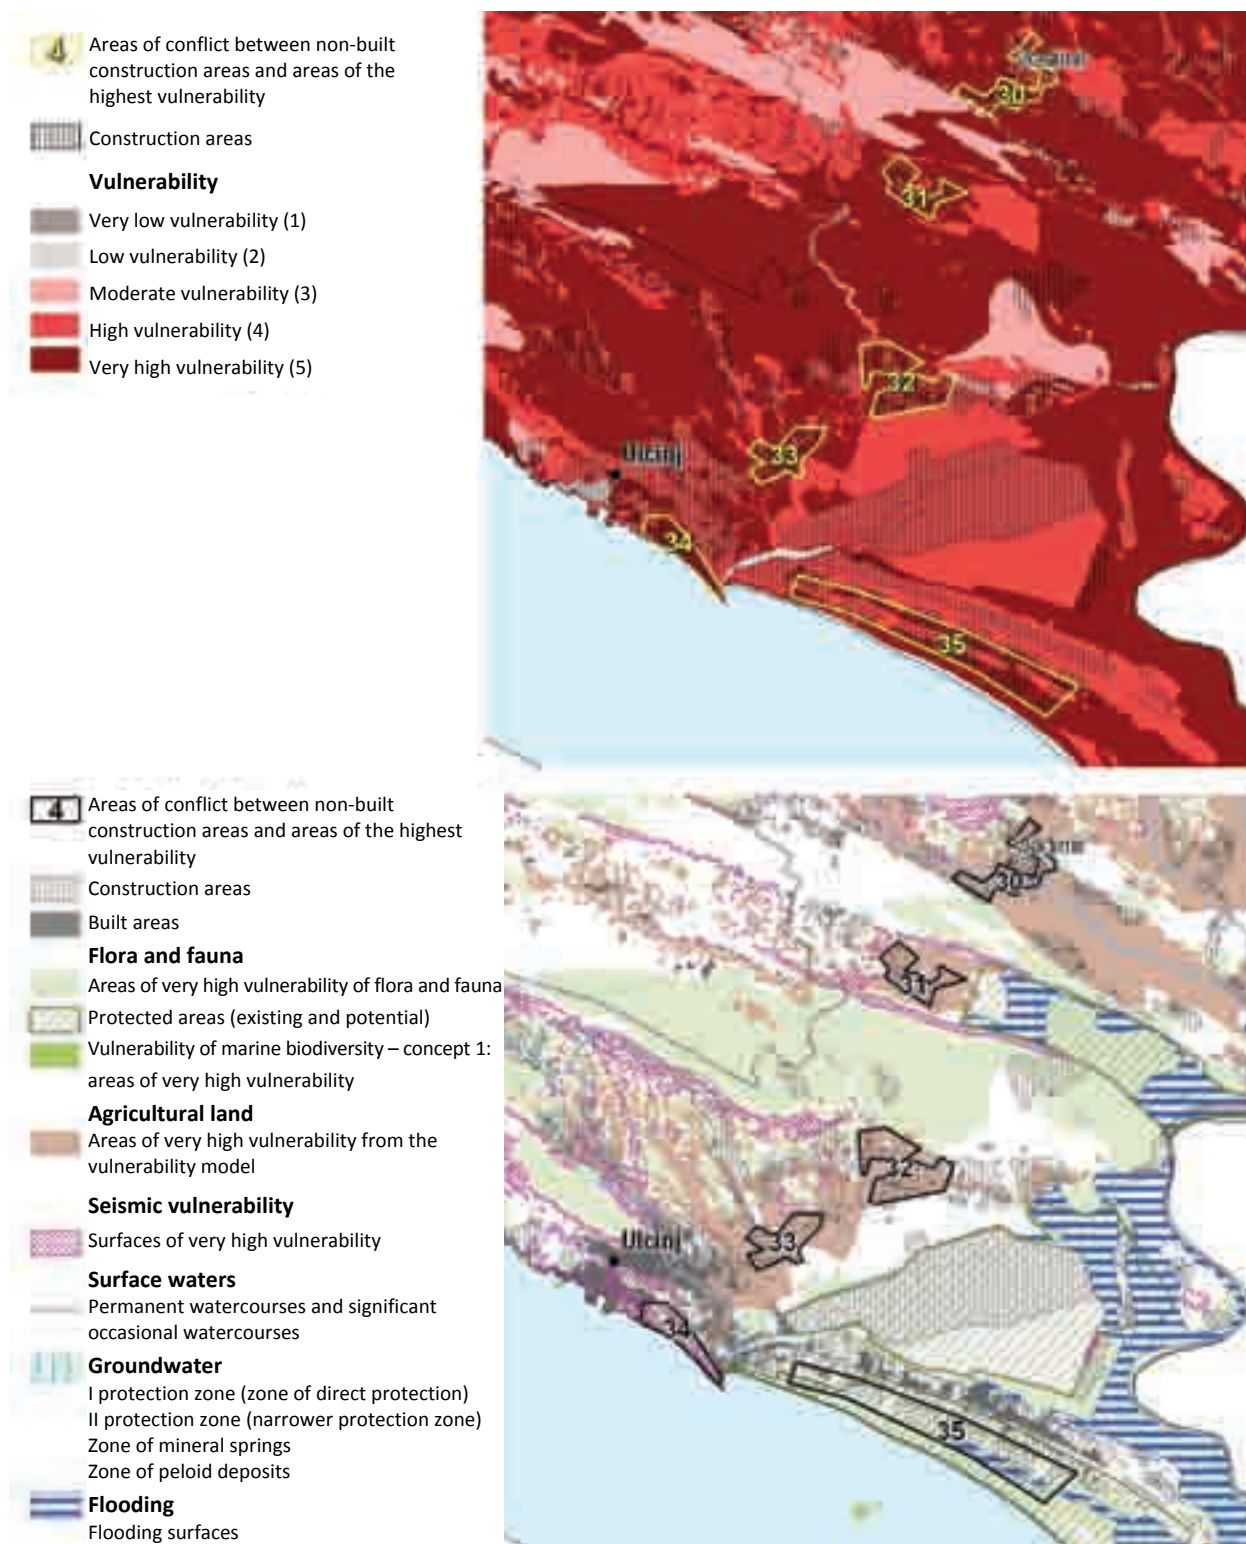 4
Areas of conflict between non-built
construction areas and areas of the
highest vulnerability
Construction areas
Vulnerability
Very low vulnerability (1)
Low vulnerability (2)
Moderate vulnerability (3)
High vulnerability (4)
Very high vulnerability (5)
30
31
32
33
Ulcinj
34
35
4
Areas of conflict between non-built
construction areas and areas of the highest
vulnerability
Construction areas
Built areas
Flora and fauna
Areas of very high vulnerability of flora and fauna
Protected areas (existing and potential)
Vulnerability of marine biodiversity – concept 1:
areas of very high vulnerability
Agricultural land
Areas of very high vulnerability from the
vulnerability model
Seismic vulnerability
Surfaces of very high vulnerability
Surface waters
Permanent watercourses and significant
occasional watercourses
Groundwater
I protection zone (zone of direct protection)
II protection zone (narrower protection zone)
Zone of mineral springs
Zone of peloid deposits
Flooding
Flooding surfaces
30
31
32
33
Ulcinj
34
35